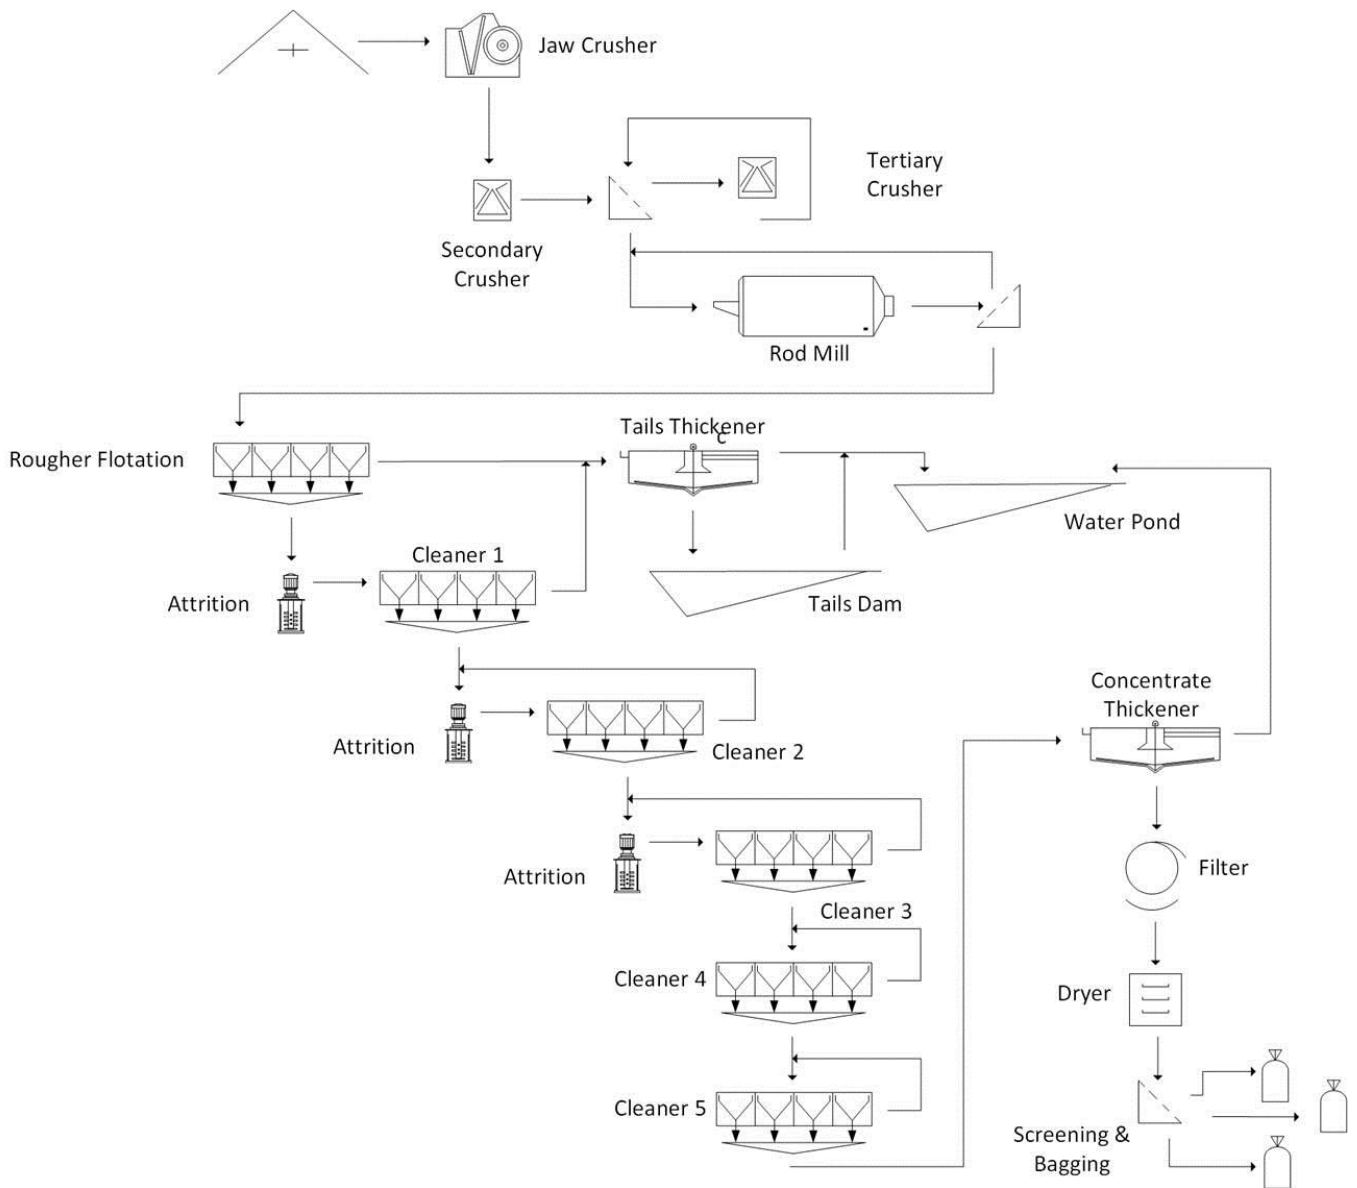 Jaw Crusher
Tertiary
Crusher
Secondary
Crusher
Rod Mill
Tails Thickener
c
Rougher Flotation
Water Pond
Cleaner 1
Attrition
Tails Dam
Concentrate
Thickener
Attrition
Cleaner 2
Attrition
Filter
Cleaner 3
Cleaner 4
Dryer
Cleaner 5
Screening &
Bagging